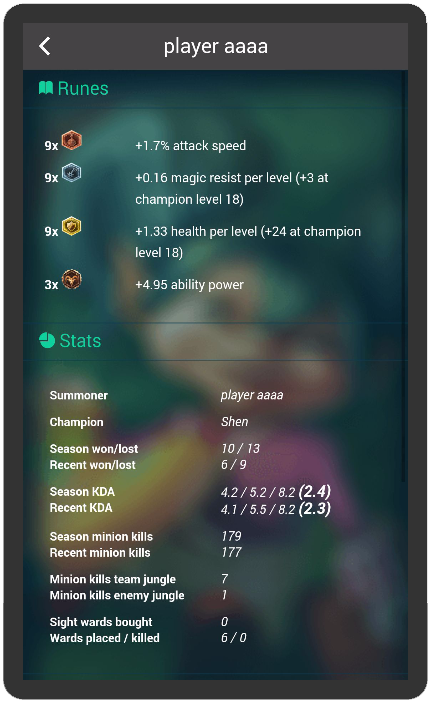 player aaaa
Runes
9x +1.7% attack speed
9x +0.16 magic resist per level (+3 at
champion level 18)
9x +1.33 health per level (+24 at champion
level 18)
3x +4.95 ability power
Stats
Summoner player aaaa
Champion Shen
Season won/lost 10 / 13
Recent won/lost 6 / 9
Season KDA 4.2 / 5.2 / 8.2 (2.4)
Recent KDA 4.1 / 5.5 / 8.2 (2.3)
Season minion kills 179
Recent minion kills 177
Minion kills team jungle 7
Minion kills enemy jungle 1
Sight wards bought 0
Wards placed / killed 6 / 0